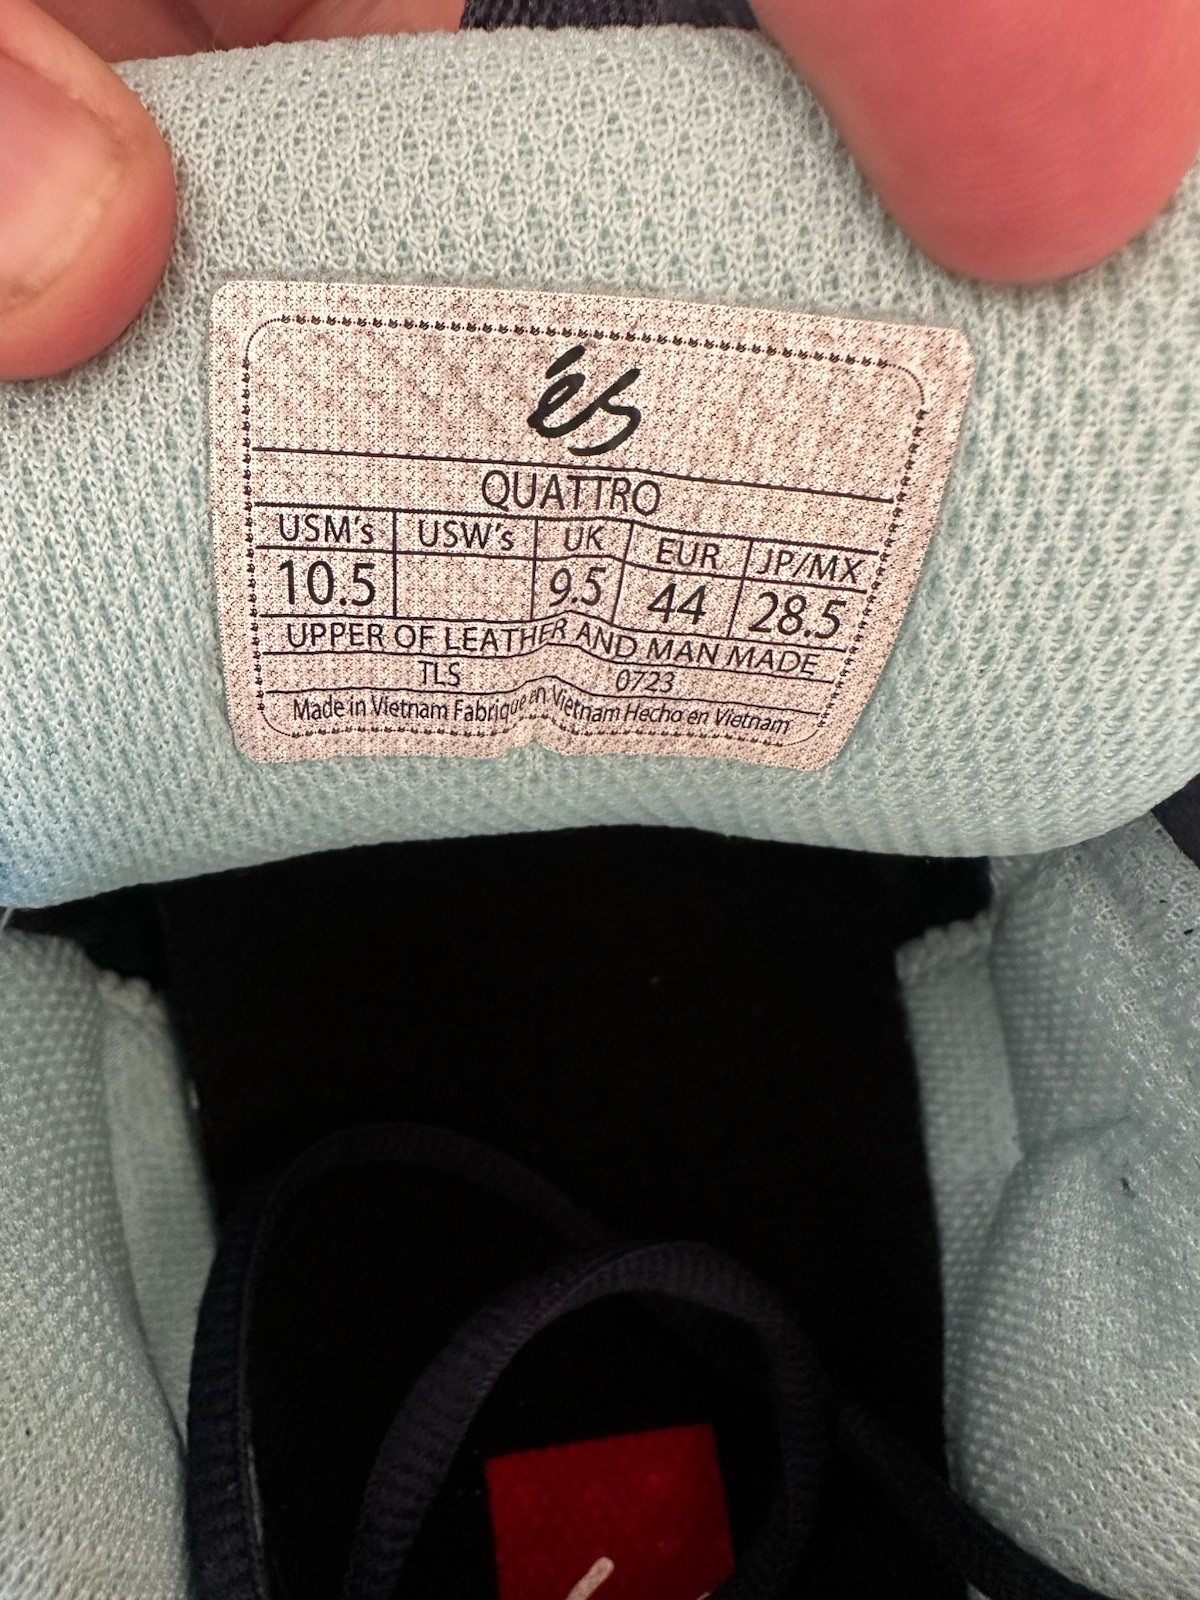 éS
QUATTRO
USM's USW's UK EUR JP/MX
10.5 9.5 44 28.5
UPPER OF LEATHER AND MAN MADE
TLS 0723
Made in Vietnam Fabrique en Vietnam Hecho en Vietnam